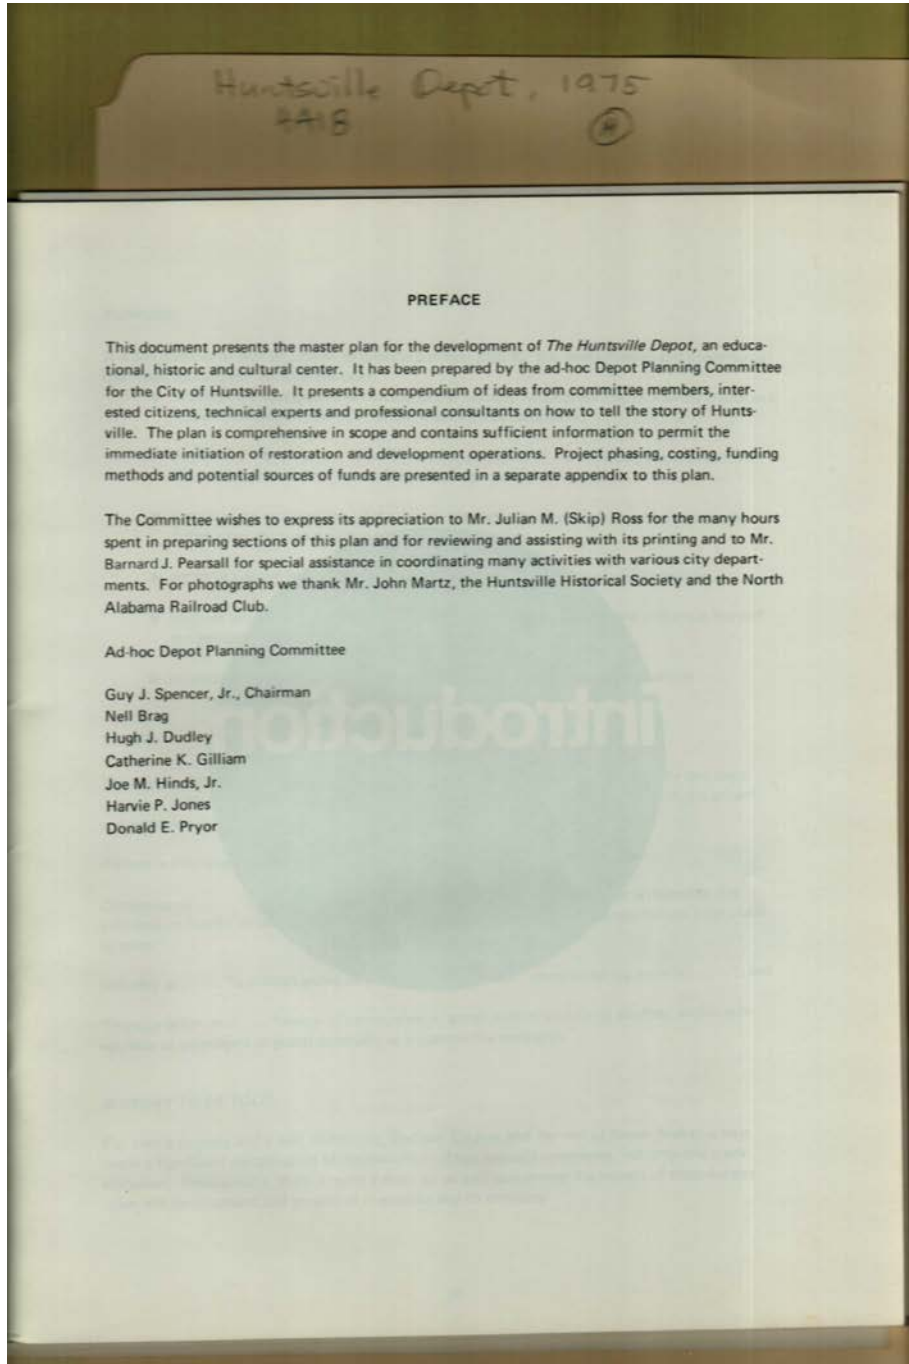 Huntsville Depot, 1975
4418
H
PREFACE
This document presents the master plan for the development of The Huntsville Depot, an educa-
tional, historic and cultural center. It has been prepared by the ad-hoc Depot Planning Committee
for the City of Huntsville. It presents a compendium of ideas from committee members, inter-
ested citizens, technical experts and professional consultants on how to tell the story of Hunts-
ville. The plan is comprehensive in scope and contains sufficient information to permit the
immediate initiation of restoration and development operations. Project phasing, costing, funding
methods and potential sources of funds are presented in a separate appendix to this plan.
The Committee wishes to express its appreciation to Mr. Julian M. (Skip) Ross for the many hours
spent in preparing sections of this plan and for reviewing and assisting with its printing and to Mr.
Barnard J. Pearsall for special assistance in coordinating many activities with various city depart-
ments. For photographs we thank Mr. John Martz, the Huntsville Historical Society and the North
Alabama Railroad Club.
Ad-hoc Depot Planning Committee
Guy J. Spencer, Jr., Chairman
Nell Brag
Hugh J. Dudley
Catherine K. Gilliam
Joe M. Hinds, Jr.
Harvie P. Jones
Donald E. Pryor
introduction